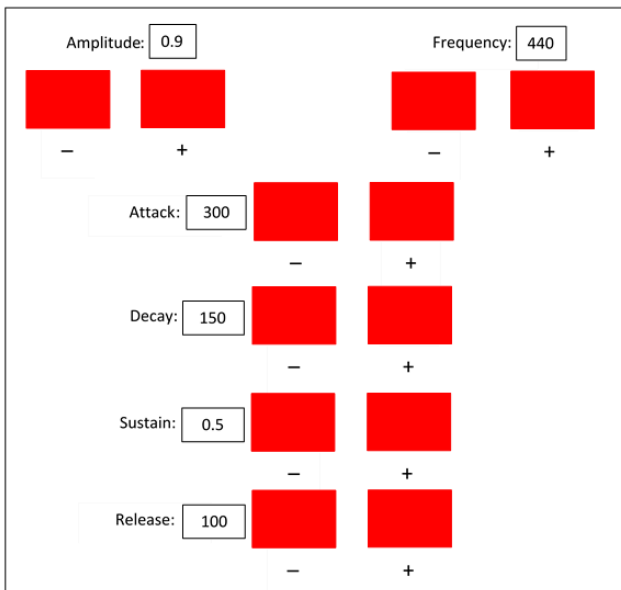 Amplitude: 0.9 Frequency: 440
− + − +
Attack: 300
− +
Decay: 150
− +
Sustain: 0.5
− +
Release: 100
− +